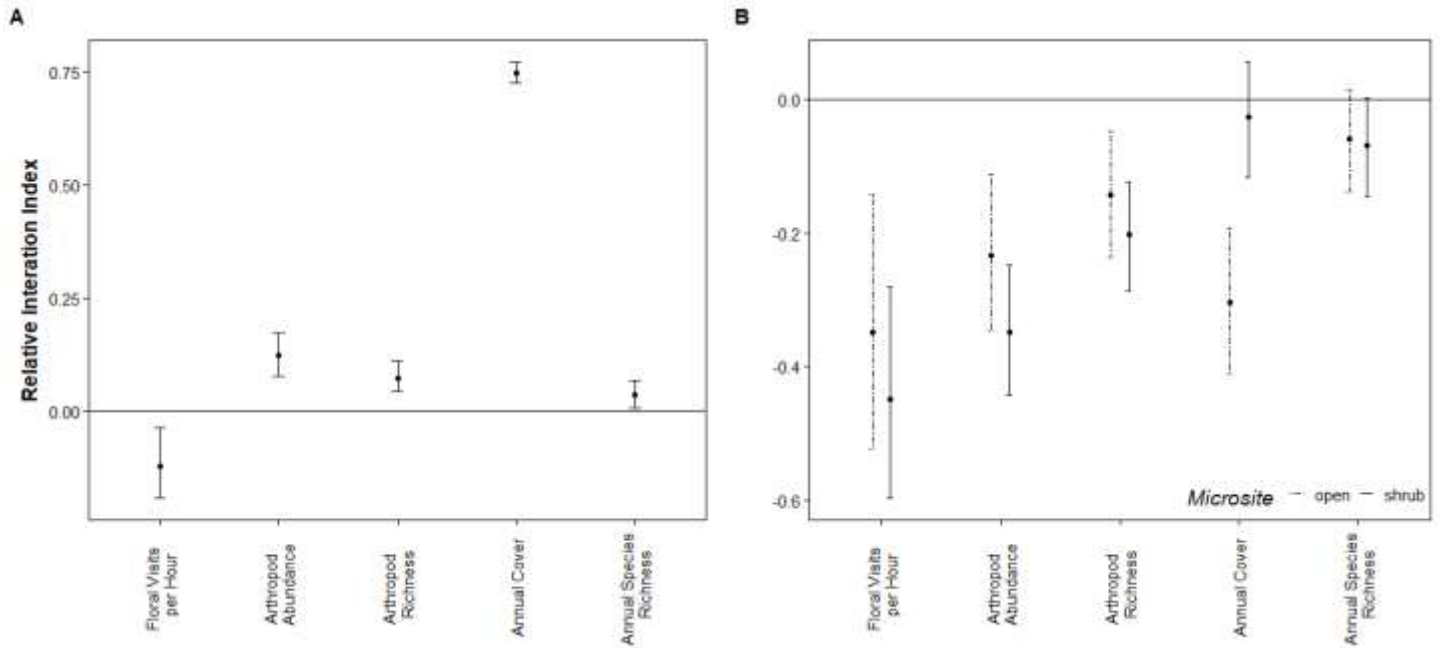 A
Relative Interation Index
0.75
0.50
0.25
0.00
Floral Visits
per Hour
Arthropod
Abundance
Arthropod
Richness
Annual Cover
Annual Species
Richness
B
0.0
-0.2
-0.4
-0.6
Microsite open shrub
Floral Visits
per Hour
Arthropod
Abundance
Arthropod
Richness
Annual Cover
Annual Species
Richness